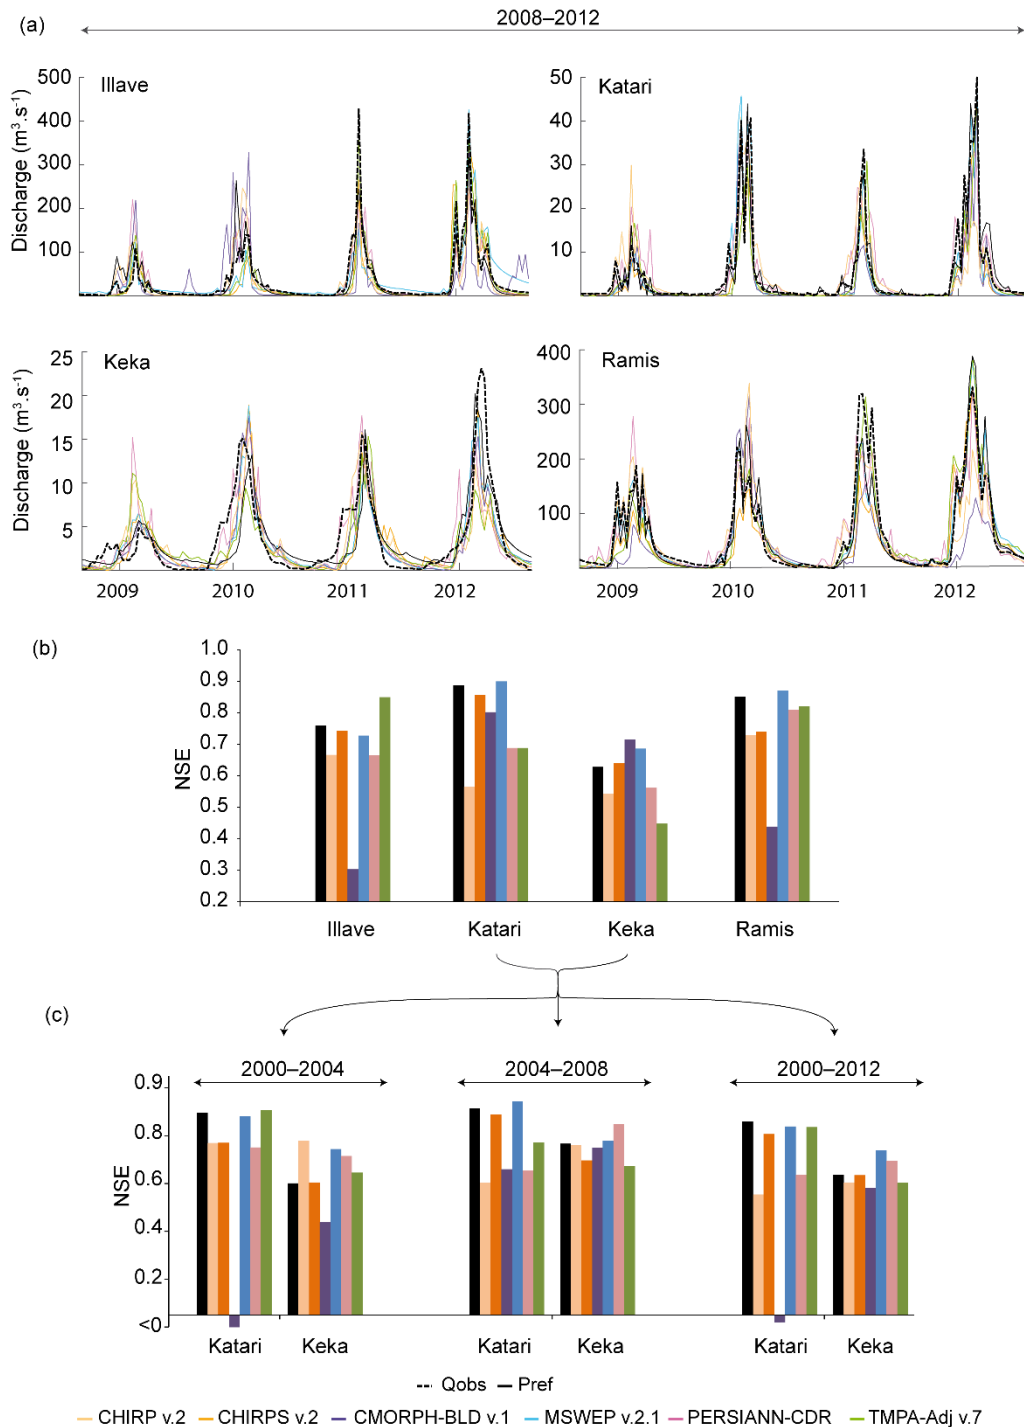 (a)
2008–2012
Illave
Katari
Discharge (m³.s⁻¹)
500
400
300
200
100
50
40
30
20
10
Keka
Ramis
Discharge (m³.s⁻¹)
25
20
15
10
5
400
300
200
100
2009 2010 2011 2012
2009 2010 2011 2012
(b)
NSE
1.0
0.9
0.8
0.7
0.6
0.5
0.4
0.3
0.2
Illave Katari Keka Ramis
(c)
2000–2004 2004–2008 2000–2012
NSE
0.9
0.8
0.6
0.4
0.2
<0
Katari Keka Katari Keka Katari Keka
Qobs Pref
CHIRP v.2 CHIRPS v.2 CMORPH-BLD v.1 MSWEP v.2.1 PERSIANN-CDR TMPA-Adj v.7